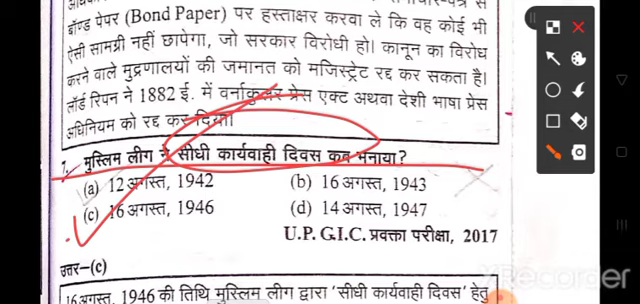 बॉण्ड पेपर (Bond Paper) पर हस्ताक्षर करवा ले कि वह कोई भी
ऐसी सामग्री नहीं छापेगा, जो सरकार विरोधी हो। कानून का विरोध
करने वाले मुद्रणालयों की जमानत को मजिस्ट्रेट रद्द कर सकता है।
लॉर्ड रिपन ने 1882 ई. में वर्नाकुलर प्रेस एक्ट अथवा देशी भाषा प्रेस
अधिनियम को रद्द कर दिया।
7. मुस्लिम लीग ने सीधी कार्यवाही दिवस कब मनाया?
(a) 12 अगस्त, 1942 (b) 16 अगस्त, 1943
(c) 16 अगस्त, 1946 (d) 14 अगस्त, 1947
U.P. G.I.C. प्रवक्ता परीक्षा, 2017
उत्तर–(c)
16 अगस्त, 1946 की तिथि मुस्लिम लीग द्वारा 'सीधी कार्यवाही दिवस' हेतु
XRecorder